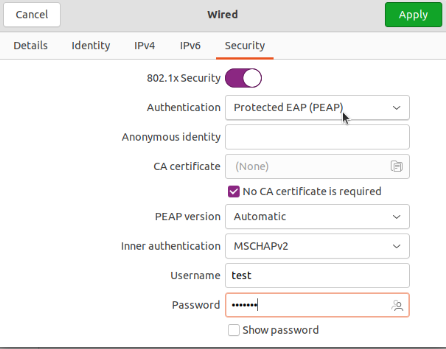 Cancel Wired Apply
Details Identity IPv4 IPv6 Security
802.1x Security
Authentication Protected EAP (PEAP)
Anonymous identity
CA certificate (None)
No CA certificate is required
PEAP version Automatic
Inner authentication MSCHAPv2
Username test
Password •••••••
Show password